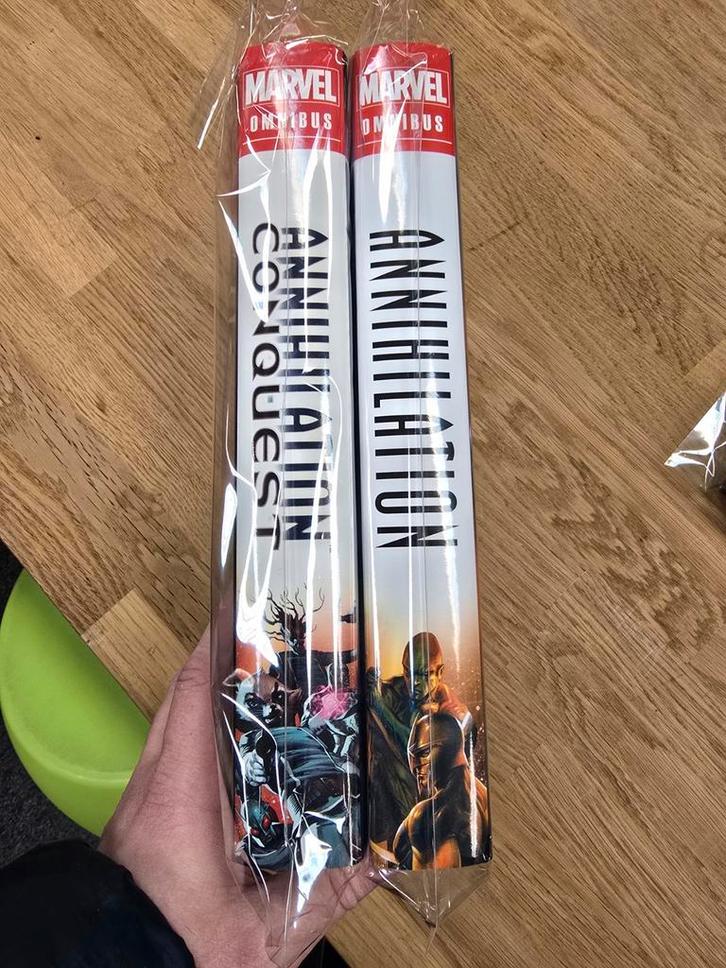 MARVEL
OMNIBUS
ANNIHILATION
CONQUEST
MARVEL
OMNIBUS
ANNIHILATION